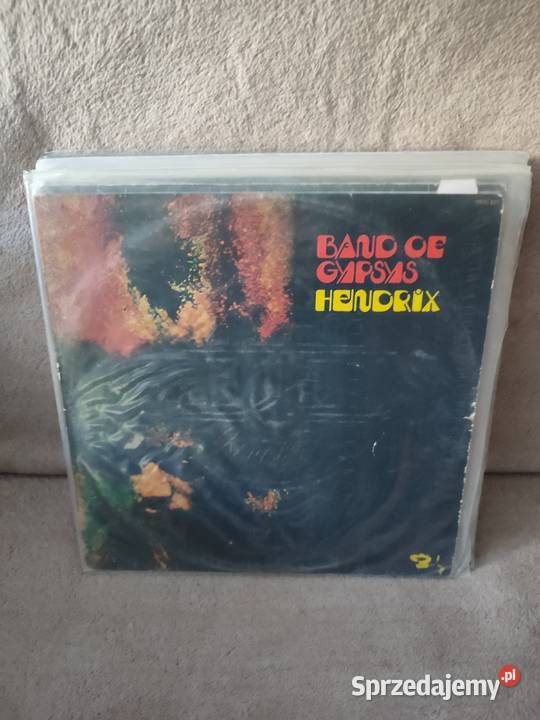 BAND OF
GYPSYS
HENDRIX
Sprzedajemy.pl